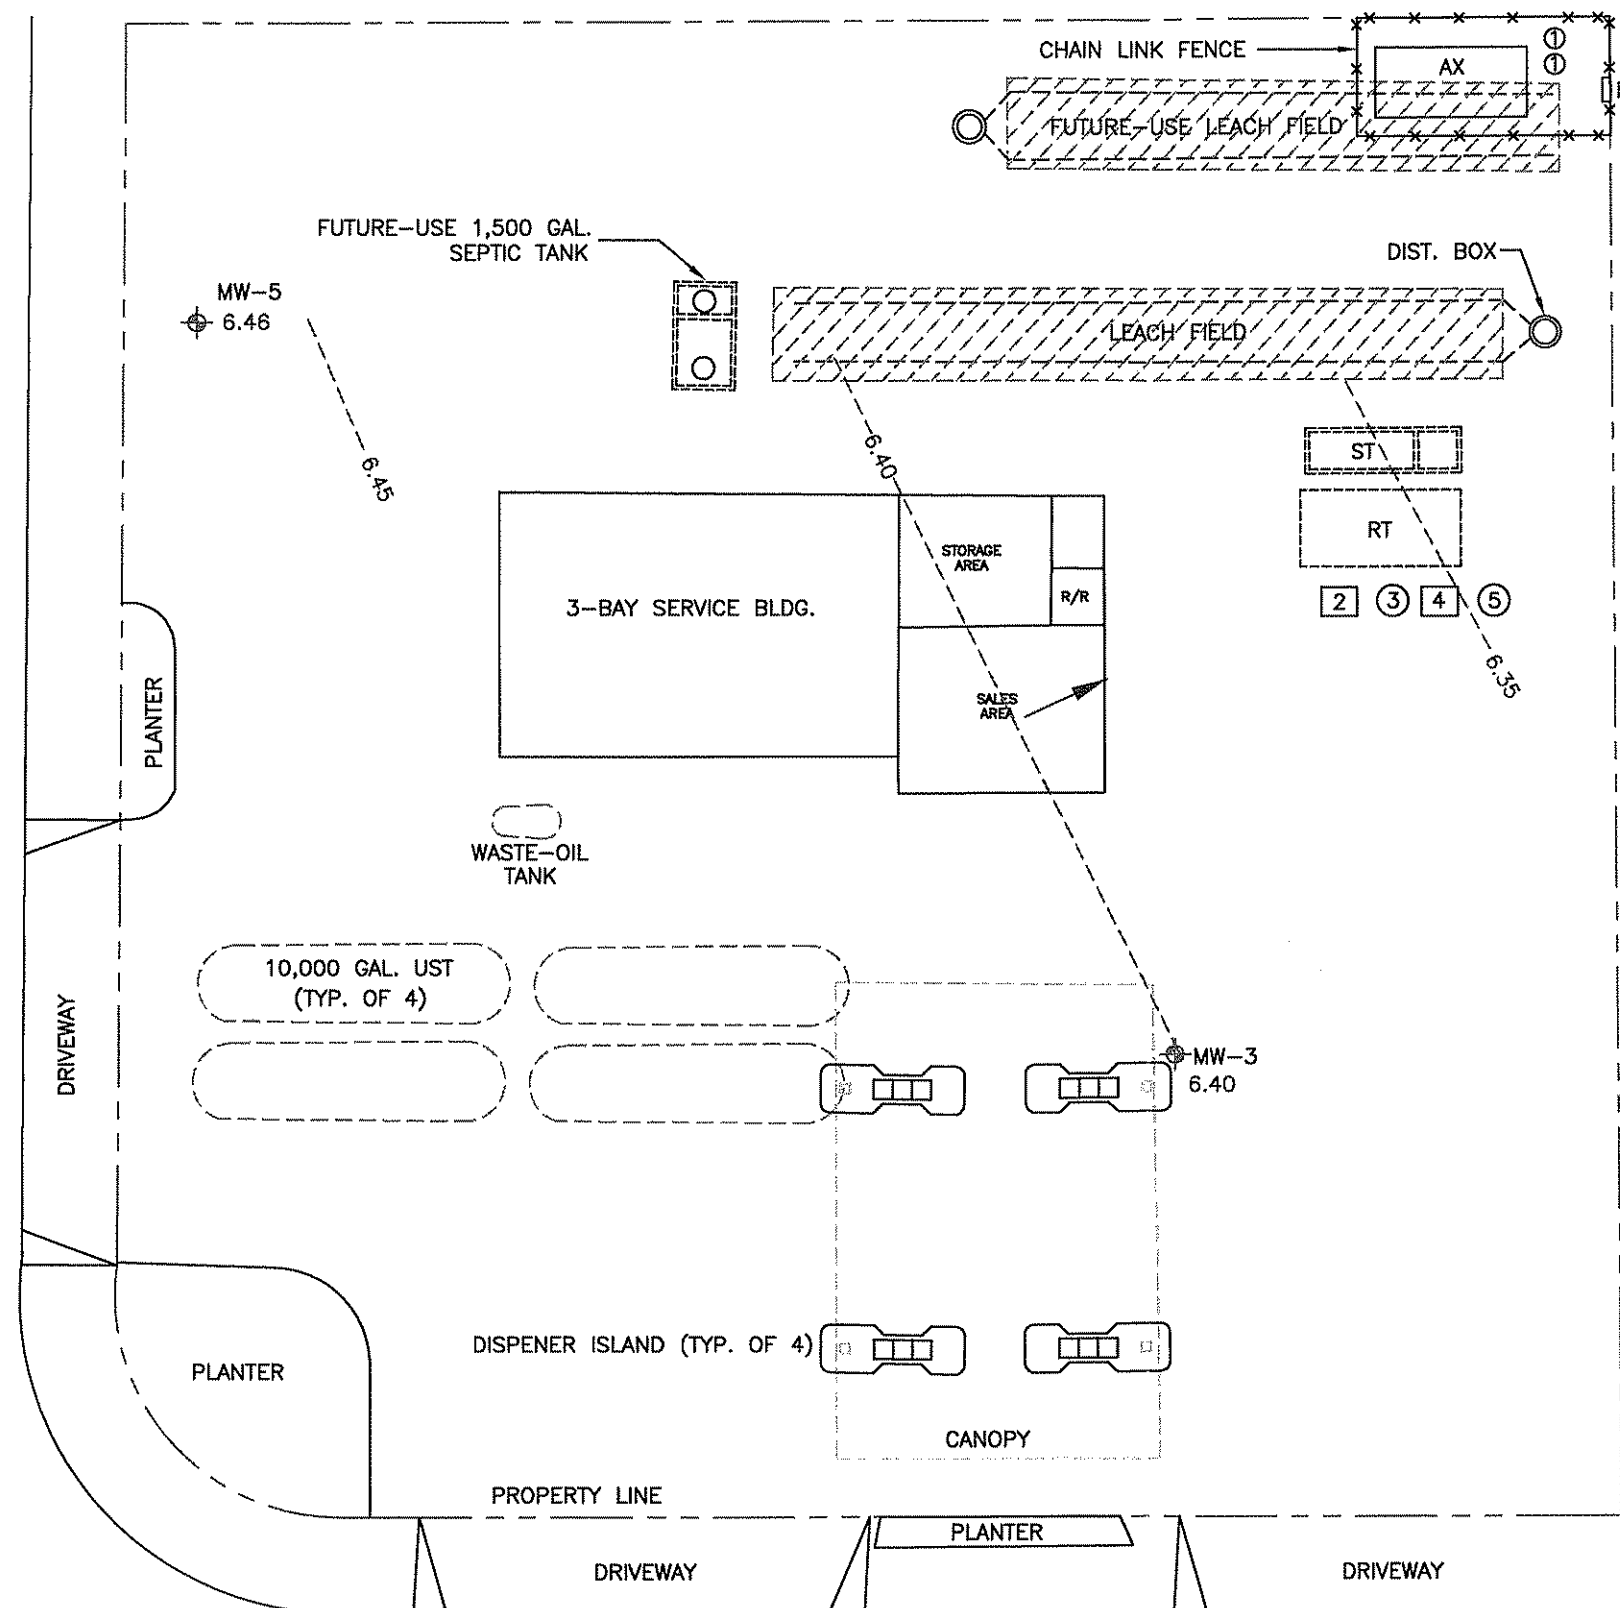 CHAIN LINK FENCE
1
1
AX
FUTURE-USE LEACH FIELD
FUTURE-USE 1,500 GAL.
SEPTIC TANK
DIST. BOX
MW-5
6.46
LEACH FIELD
6.45
6.40
ST
RT
STORAGE
AREA
R/R
3-BAY SERVICE BLDG.
2 3 4 5
6.35
SALES
AREA
PLANTER
WASTE-OIL
TANK
10,000 GAL. UST
(TYP. OF 4)
DRIVEWAY
MW-3
6.40
DISPENER ISLAND (TYP. OF 4)
PLANTER
CANOPY
PROPERTY LINE
PLANTER
DRIVEWAY
DRIVEWAY